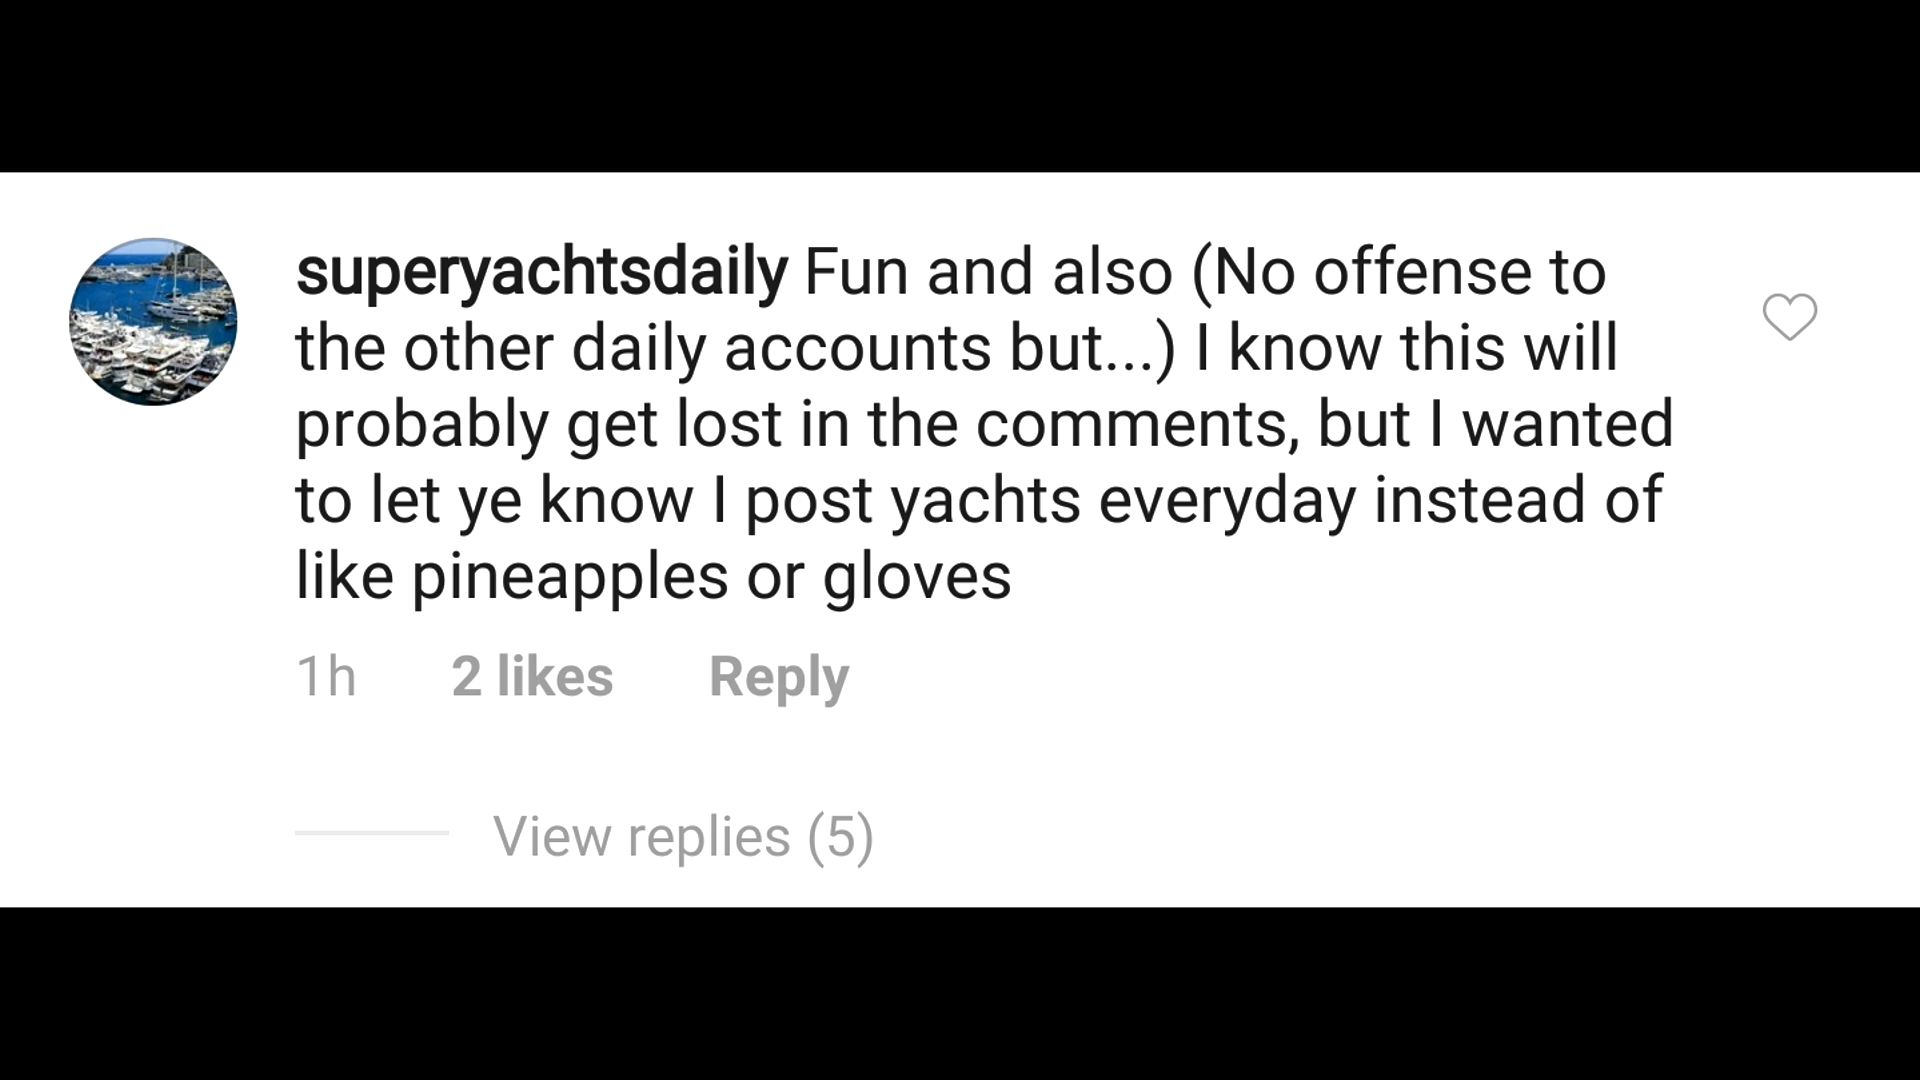 superyachtsdaily Fun and also (No offense to
the other daily accounts but...) I know this will
probably get lost in the comments, but I wanted
to let ye know I post yachts everyday instead of
like pineapples or gloves
1h 2 likes Reply
View replies (5)